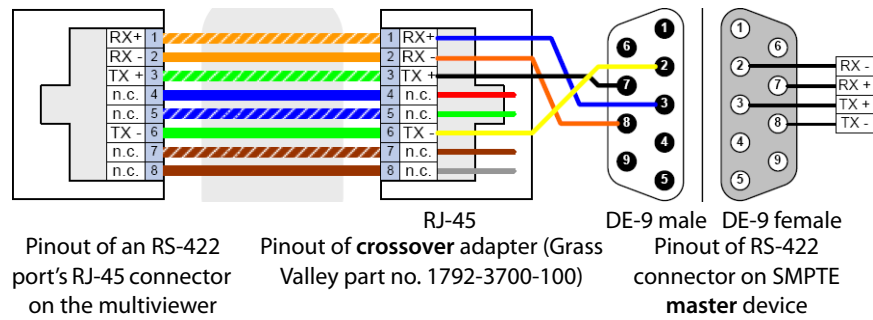 RX+ 1
RX - 2
TX + 3
n.c. 4
n.c. 5
TX - 6
n.c. 7
n.c. 8
1 RX+
2 RX -
3 TX +
4 n.c.
5 n.c.
6 TX -
7 n.c.
8 n.c.
1
6
2
7
3
8
4
9
5
1
6
2
7
3
8
4
9
5
RX -
RX +
TX +
TX -
RJ-45
DE-9 male
DE-9 female
Pinout of an RS-422
port's RJ-45 connector
on the multiviewer
Pinout of crossover adapter (Grass
Valley part no. 1792-3700-100)
Pinout of RS-422
connector on SMPTE
master device